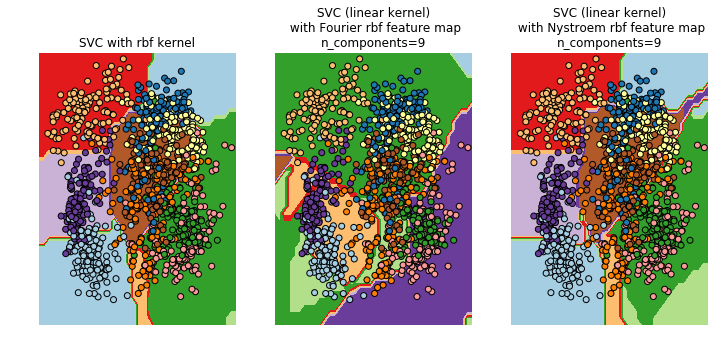 SVC with rbf kernel
SVC (linear kernel)
with Fourier rbf feature map
n_components=9
SVC (linear kernel)
with Nystroem rbf feature map
n_components=9